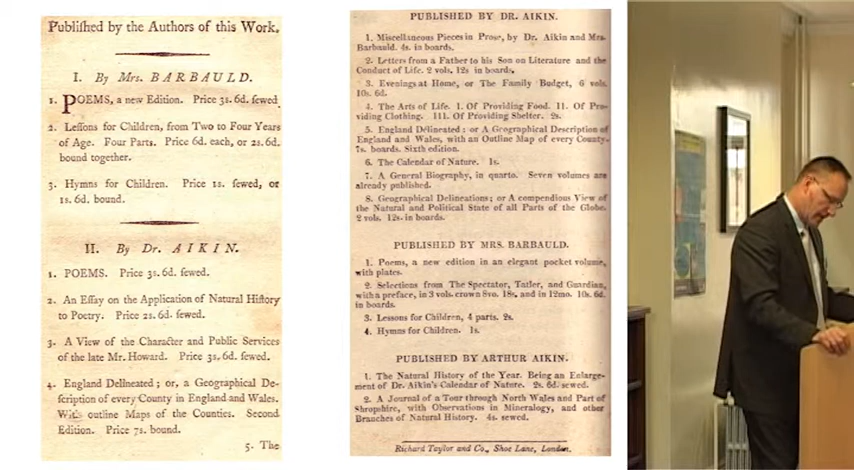 Publiſhed by the Authors of this Work.
I. By Mrs. BARBAULD.
1. POEMS, a new Edition. Price 3s. 6d. ſewed
2. Leſſons for Children, from Two to Four Years
of Age. Four Parts. Price 6d. each, or 2s. 6d.
bound together.
3. Hymns for Children. Price 1s. ſewed, or
1s. 6d. bound.
II. By Dr. AIKIN.
1. POEMS. Price 3s. 6d. ſewed.
2. An Eſſay on the Application of Natural Hiſtory
to Poetry. Price 2s. 6d. ſewed.
3. A View of the Character and Public Services
of the late Mr. Howard. Price 3s. 6d. ſewed.
4. England Delineated; or, a Geographical De-
ſcription of every County in England and Wales.
With outline Maps of the Counties. Second
Edition. Price 7s. bound.
5. The
PUBLISHED BY DR. AIKIN.
1. Miscellaneous Pieces in Prose, by Dr. Aikin and Mrs.
Barbauld. 4s. in boards.
2. Letters from a Father to his Son on Literature and the
Conduct of Life. 2 vols. 12s in boards.
3. Evenings at Home, or The Family Budget, 6 vols.
10s. 6d.
4. The Arts of Life. 1. Of Providing Food. 11. Of Pro-
viding Clothing. 111. Of Providing Shelter. 2s.
5. England Delineated; or A Geographical Description of
England and Wales, with an Outline Map of every County.
7s. boards. Sixth edition.
6. The Calendar of Nature. 1s.
7. A General Biography, in quarto. Seven volumes are
already published.
8. Geographical Delineations; or A compendious View of
the Natural and Political State of all Parts of the Globe.
2 vols. 12s. in boards.
PUBLISHED BY MRS. BARBAULD.
1. Poems, a new edition in an elegant pocket volume,
with plates.
2. Selections from The Spectator, Tatler, and Guardian,
with a preface, in 3 vols. crown 8vo. 18s. and in 12mo. 10s. 6d.
in boards.
3. Lessons for Children, 4 parts. 2s.
4. Hymns for Children. 1s.
PUBLISHED BY ARTHUR AIKIN.
1. The Natural History of the Year. Being an Enlarge-
ment of Dr. Aikin's Calendar of Nature. 2s. 6d. sewed.
2. A Journal of a Tour through North Wales and Part of
Shropshire, with Observations in Mineralogy, and other
Branches of Natural History. 4s. sewed.
Richard Taylor and Co., Shoe Lane, London.